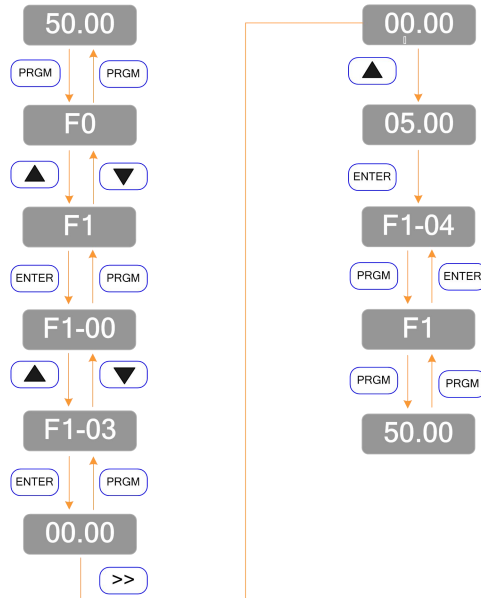 50.00
PRGM PRGM
F0
F1
ENTER PRGM
F1-00
F1-03
ENTER PRGM
00.00
>>
00.00
05.00
ENTER
F1-04
PRGM ENTER
F1
PRGM PRGM
50.00